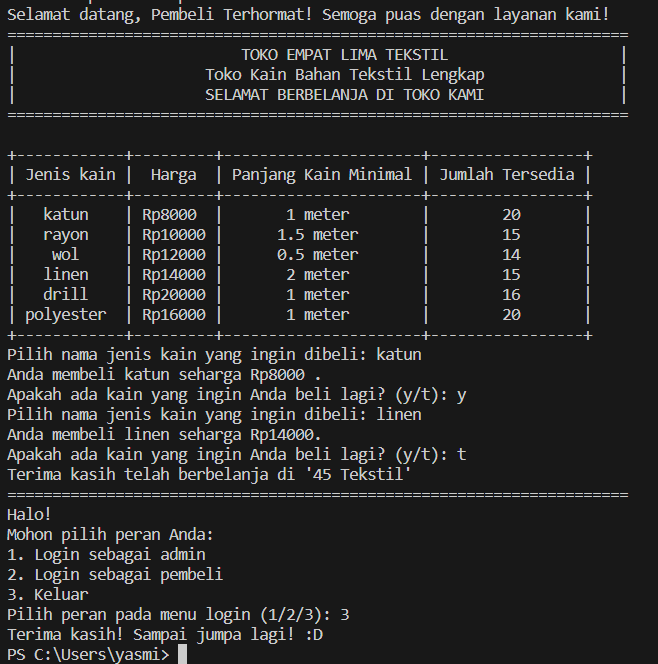 Selamat datang, Pembeli Terhormat! Semoga puas dengan layanan kami!
=====================================================================
|                         TOKO EMPAT LIMA TEKSTIL                   |
|                     Toko Kain Bahan Tekstil Lengkap               |
|                     SELAMAT BERBELANJA DI TOKO KAMI               |
=====================================================================
+------------+---------+----------------------+------------------+
| Jenis kain |  Harga  | Panjang Kain Minimal | Jumlah Tersedia |
+------------+---------+----------------------+------------------+
|   katun    | Rp8000  |       1 meter        |       20       |
|   rayon    | Rp10000 |      1.5 meter       |       15       |
|    wol     | Rp12000 |      0.5 meter       |       14       |
|   linen    | Rp14000 |       2 meter        |       15       |
|   drill    | Rp20000 |       1 meter        |       16       |
| polyester  | Rp16000 |       1 meter        |       20       |
+------------+---------+----------------------+------------------+
Pilih nama jenis kain yang ingin dibeli: katun
Anda membeli katun seharga Rp8000 .
Apakah ada kain yang ingin Anda beli lagi? (y/t): y
Pilih nama jenis kain yang ingin dibeli: linen
Anda membeli linen seharga Rp14000.
Apakah ada kain yang ingin Anda beli lagi? (y/t): t
Terima kasih telah berbelanja di '45 Tekstil'
=====================================================================
Halo!
Mohon pilih peran Anda:
1. Login sebagai admin
2. Login sebagai pembeli
3. Keluar
Pilih peran pada menu login (1/2/3): 3
Terima kasih! Sampai jumpa lagi! :D
PS C:\Users\yasmi>